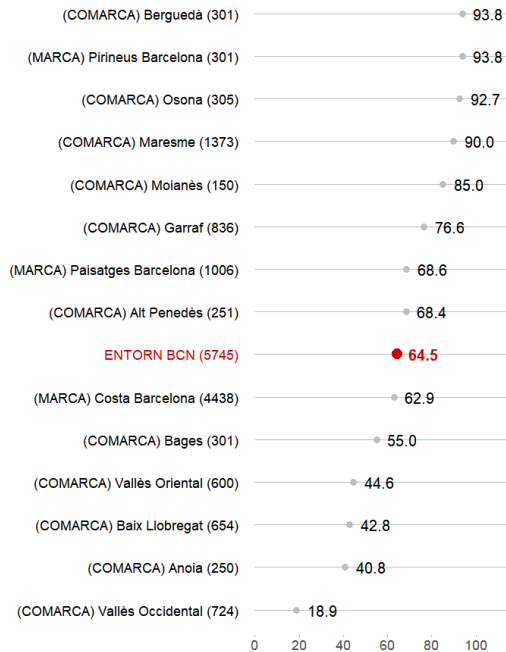 (COMARCA) Berguedà (301) 93.8
(MARCA) Pirineus Barcelona (301) 93.8
(COMARCA) Osona (305) 92.7
(COMARCA) Maresme (1373) 90.0
(COMARCA) Moianès (150) 85.0
(COMARCA) Garraf (836) 76.6
(MARCA) Paisatges Barcelona (1006) 68.6
(COMARCA) Alt Penedès (251) 68.4
ENTORN BCN (5745) 64.5
(MARCA) Costa Barcelona (4438) 62.9
(COMARCA) Bages (301) 55.0
(COMARCA) Vallès Oriental (600) 44.6
(COMARCA) Baix Llobregat (654) 42.8
(COMARCA) Anoia (250) 40.8
(COMARCA) Vallès Occidental (724) 18.9
0 20 40 60 80 100